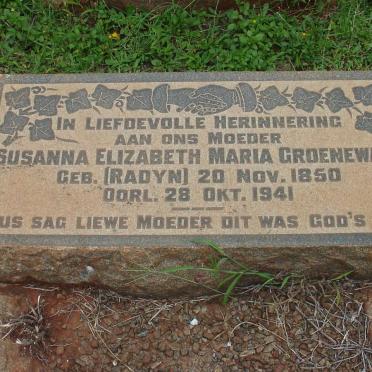 In Liefdevolle Herinnering
aan ons Moeder
Susanna Elizabeth Maria Groenew
Geb. (Radyn) 20 Nov. 1850
Oorl. 28 Okt. 1941
us sag liewe Moeder dit was God's